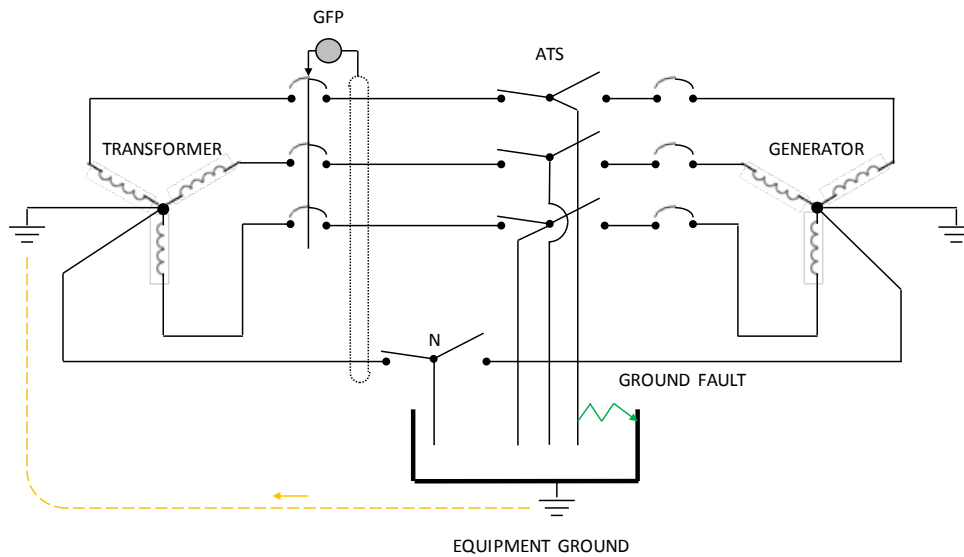 GFP
ATS
TRANSFORMER
GENERATOR
N
GROUND FAULT
EQUIPMENT GROUND